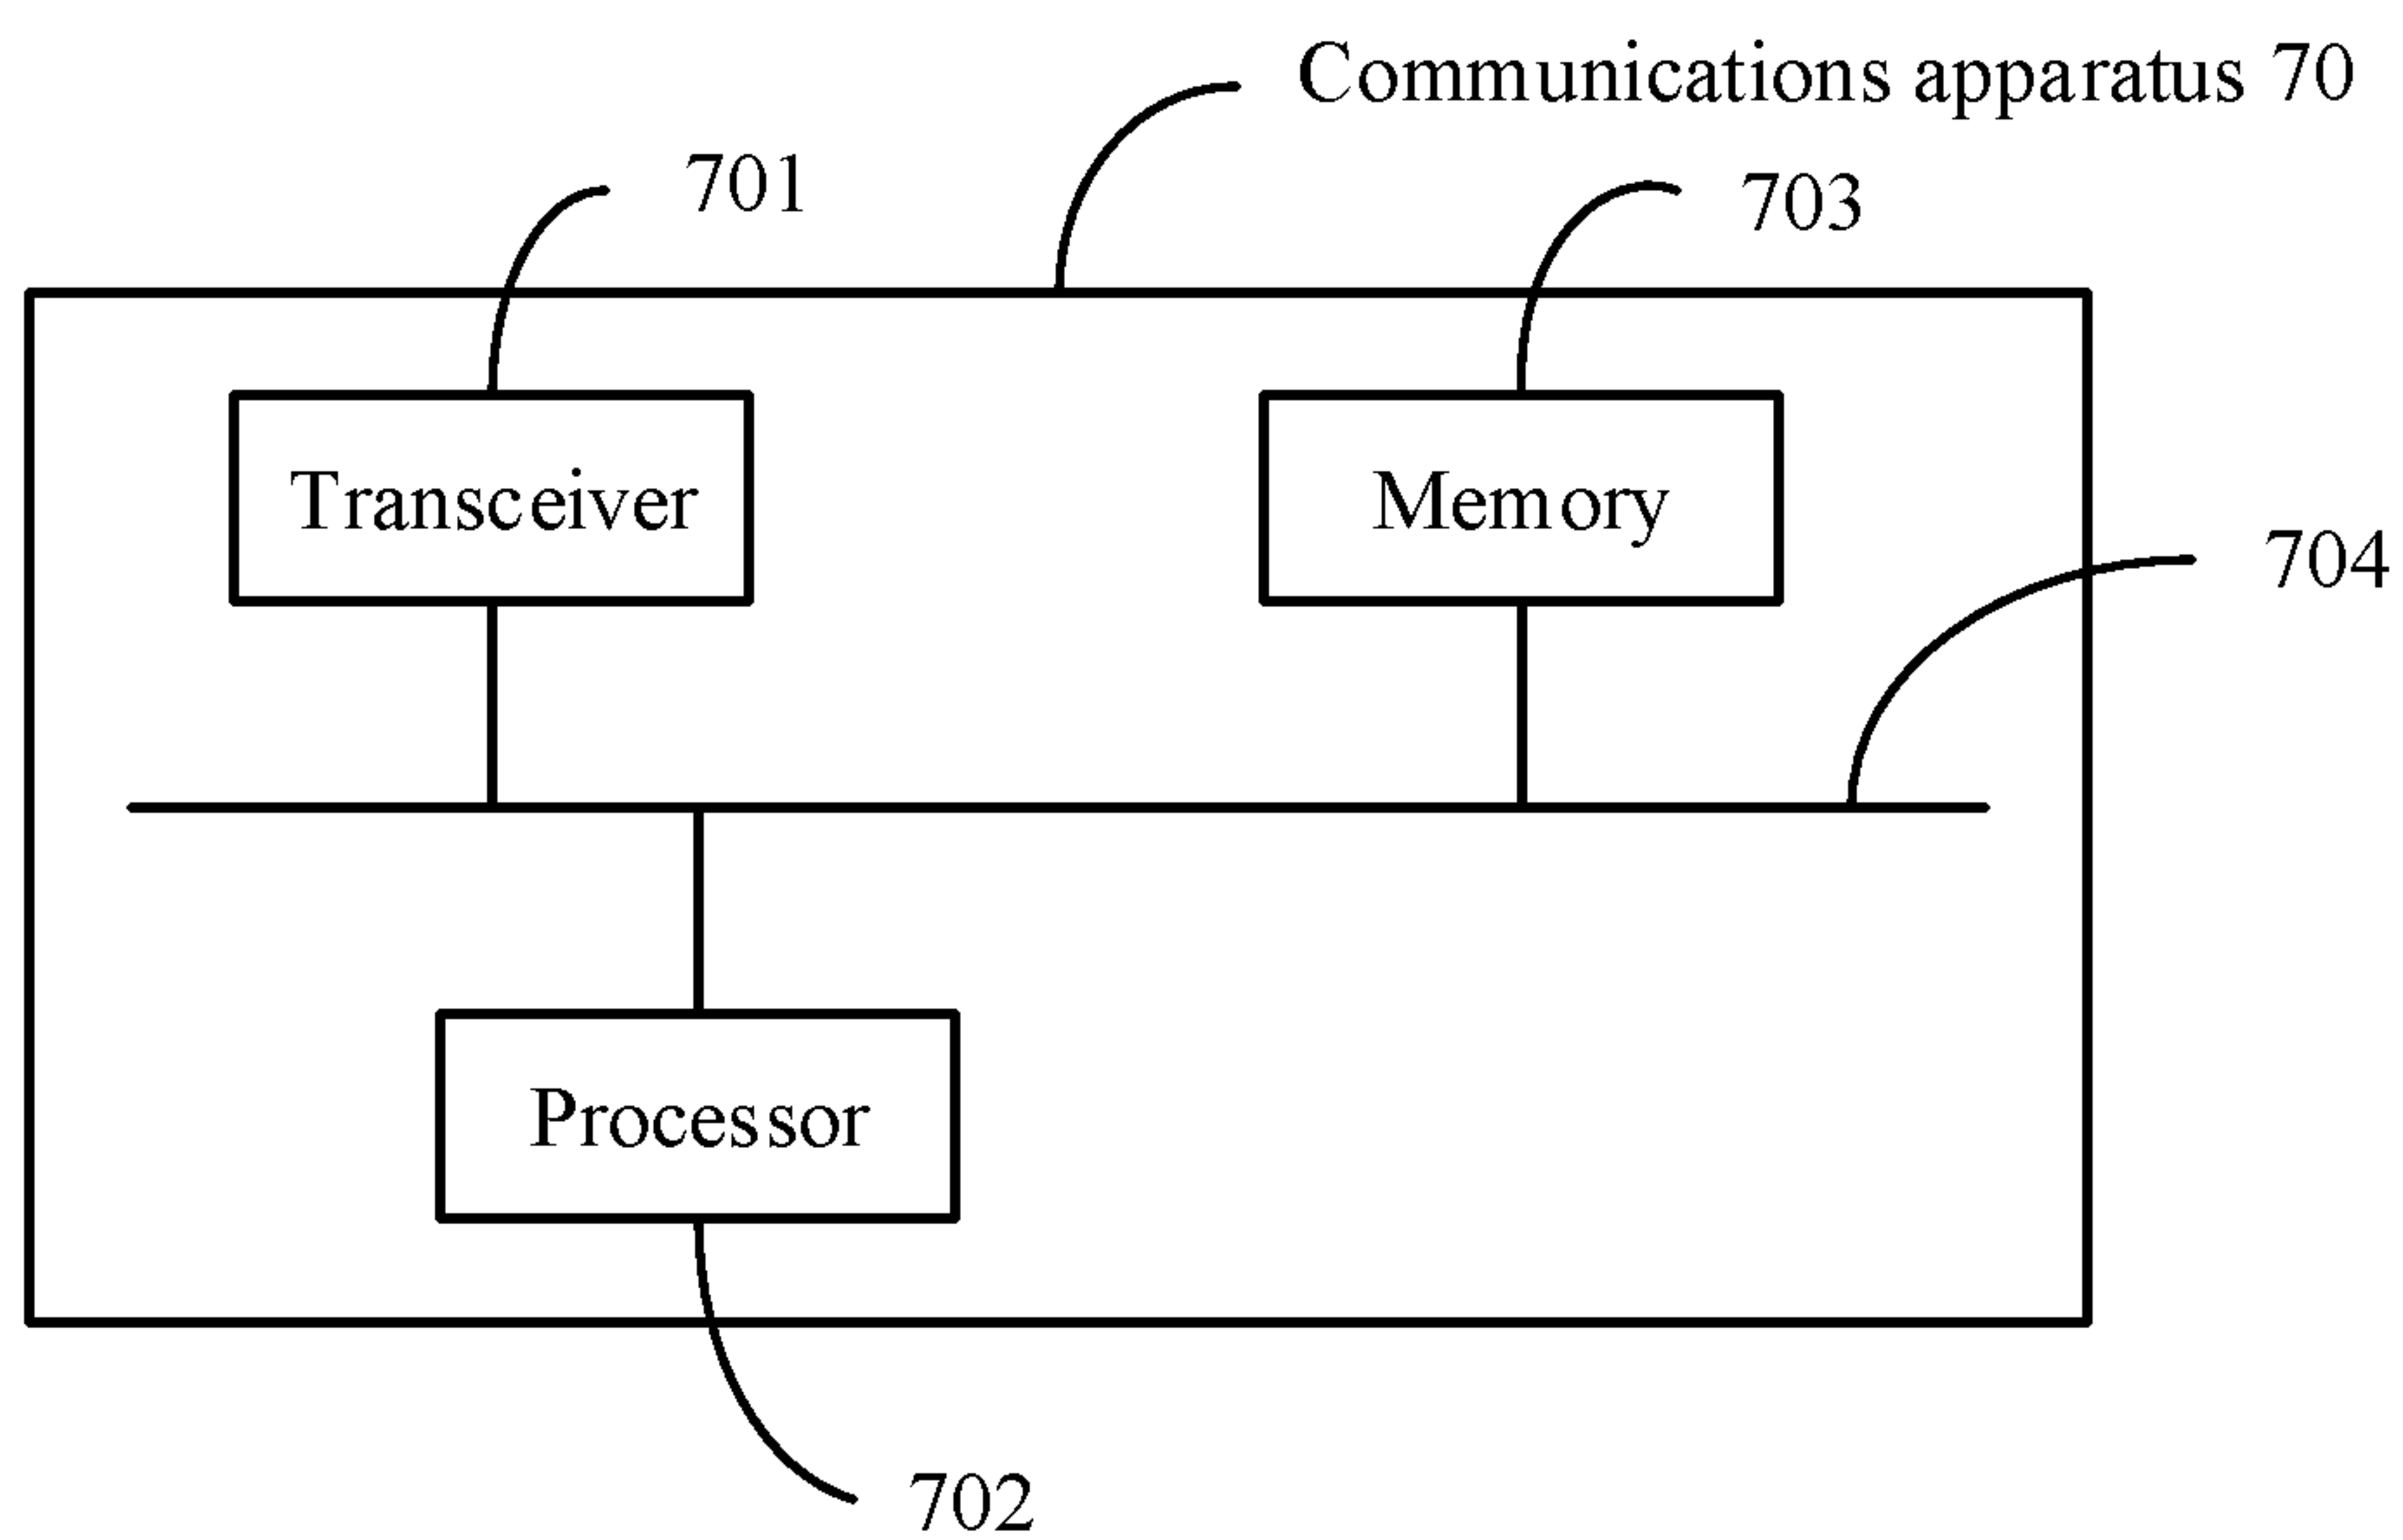 Communications apparatus 70
701
703
Transceiver
Memory
704
Processor
702